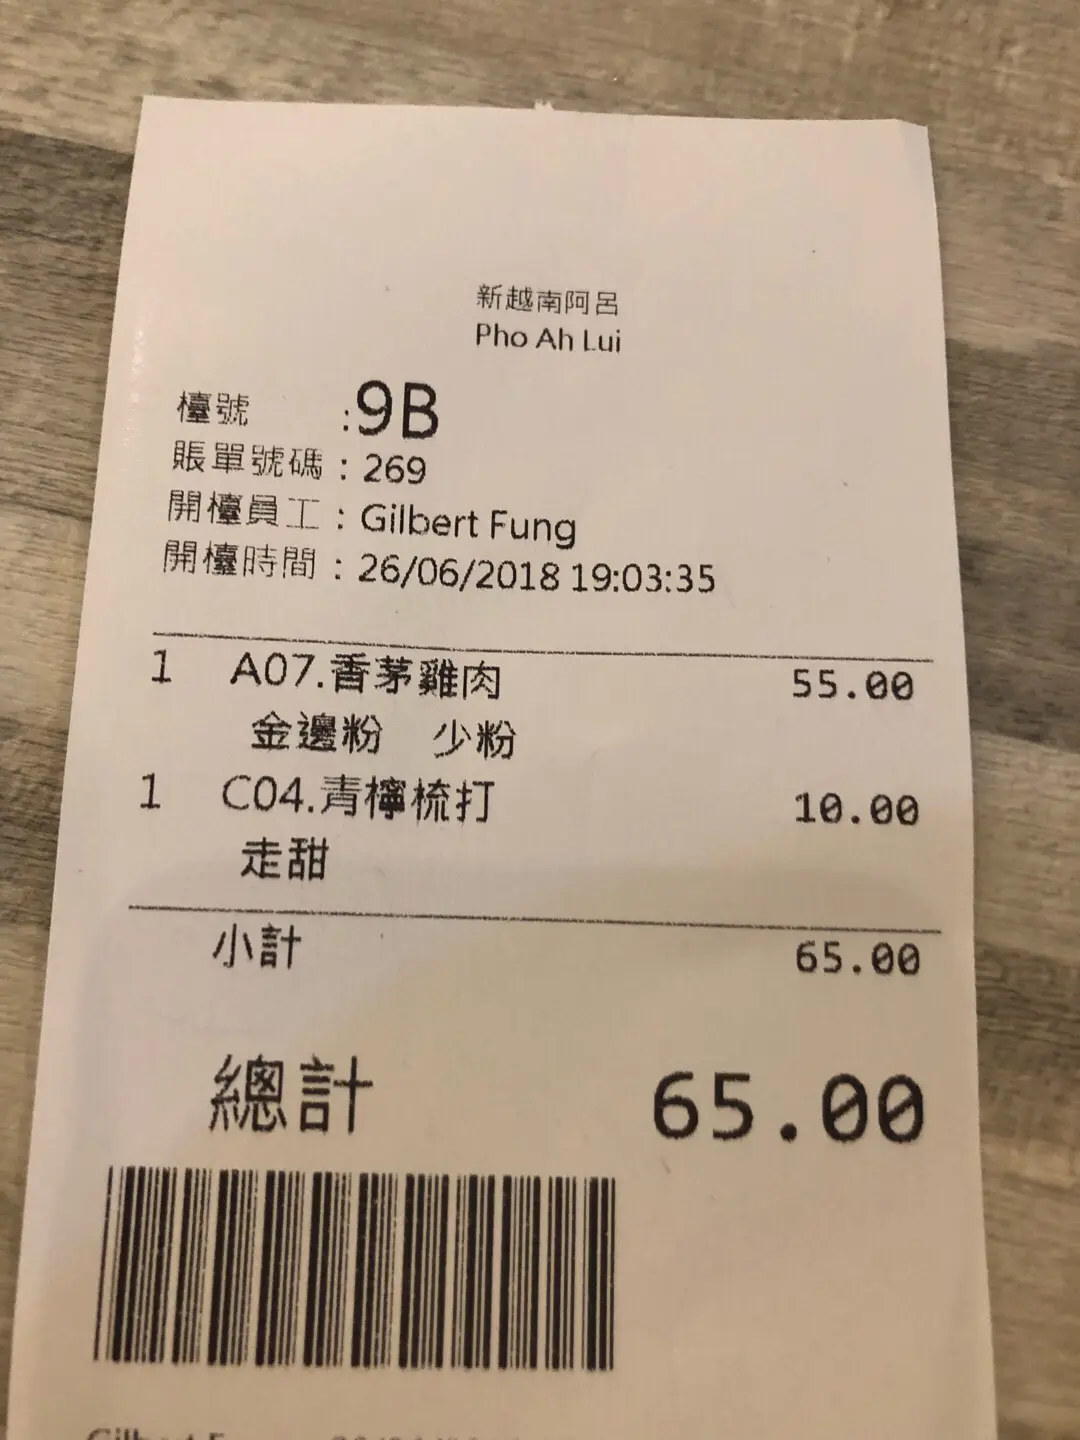 新越南阿呂
Pho Ah Lui
檯號 :9B
賬單號碼 : 269
開檯員工 : Gilbert Fung
開檯時間 : 26/06/2018 19:03:35
1 A07.香茅雞肉 55.00
金邊粉 少粉
1 C04.青檸梳打 10.00
走甜
小計 65.00
總計 65.00